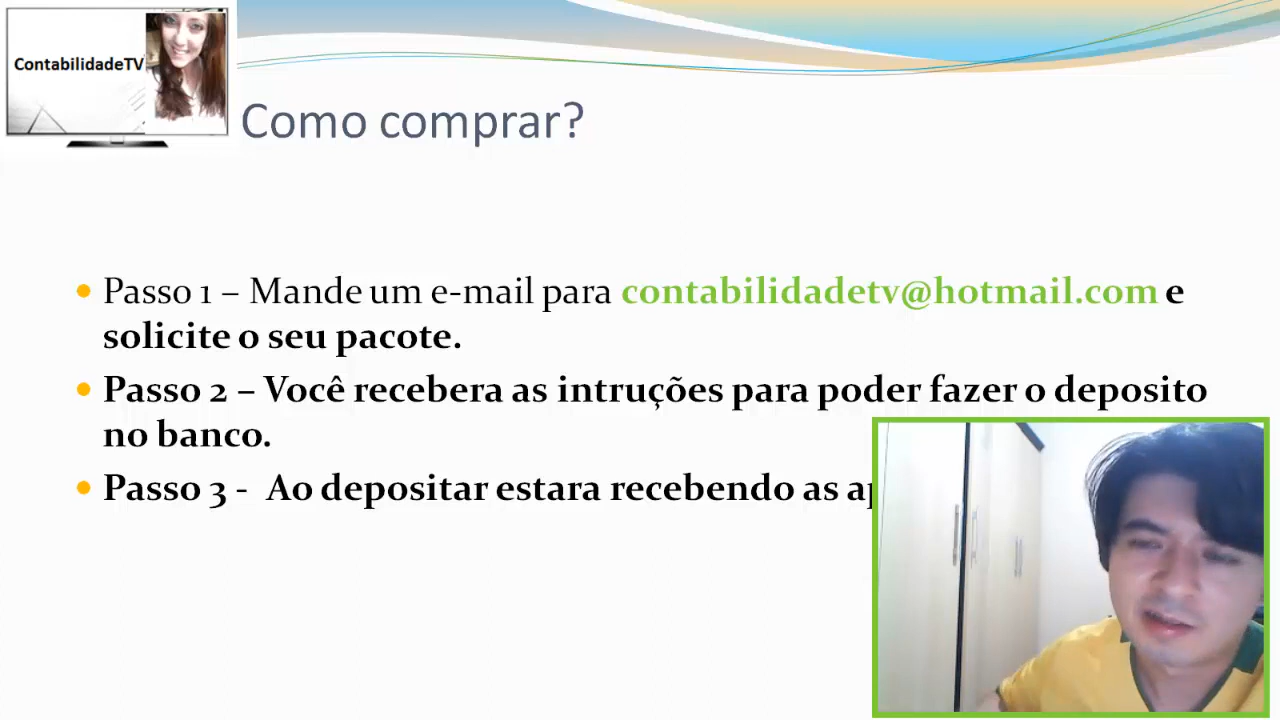 ContabilidadeTV
Como comprar?
Passo 1 – Mande um e-mail para contabilidadetv@hotmail.com e
solicite o seu pacote.
Passo 2 – Você recebera as intruções para poder fazer o deposito
no banco.
Passo 3 - Ao depositar estara recebendo as